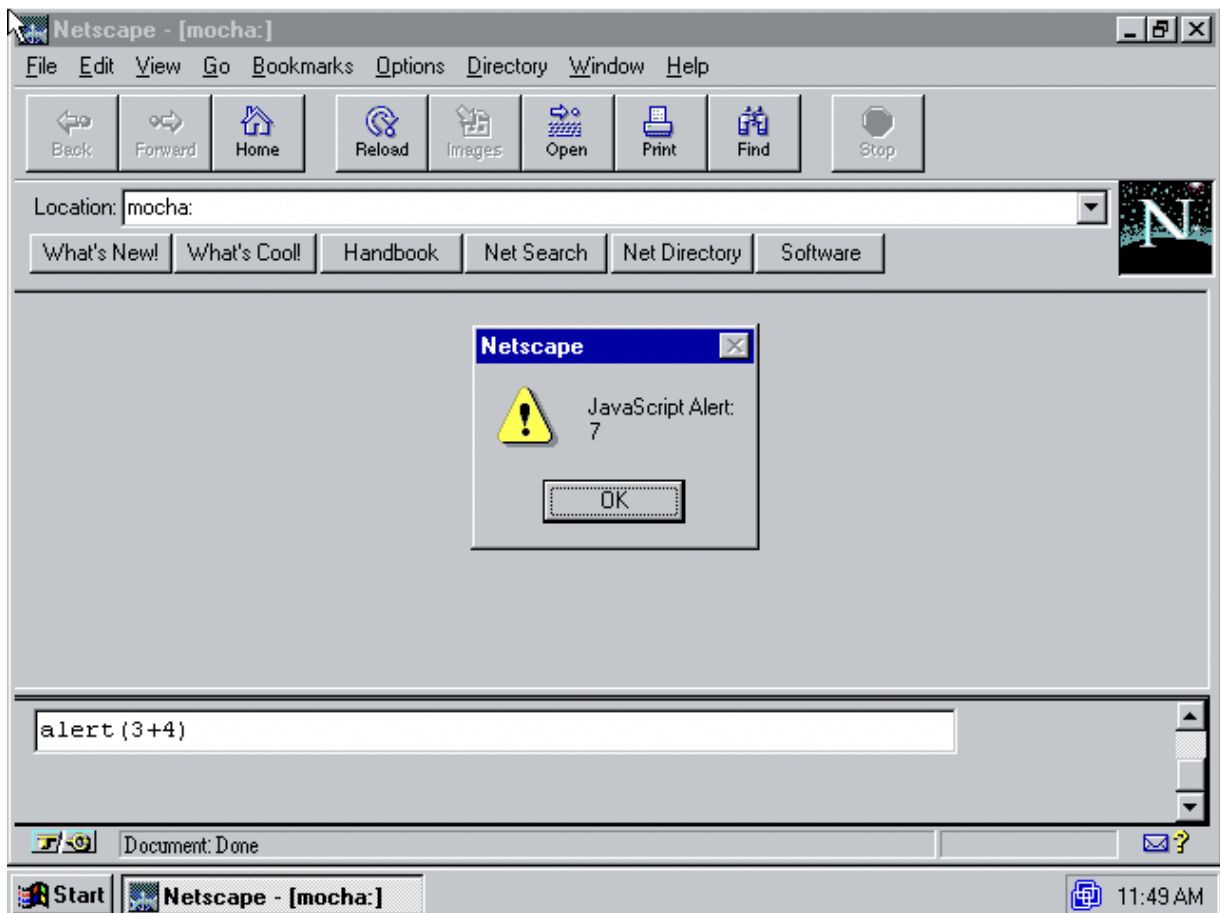 Netscape - [mocha:]
File Edit View Go Bookmarks Options Directory Window Help
Back Forward Home Reload Images Open Print Find Stop
Location: mocha:
N
What's New! What's Cool! Handbook Net Search Net Directory Software
Netscape
JavaScript Alert:
7
OK
alert(3+4)
Document: Done
?
Start Netscape - [mocha:] 11:49 AM